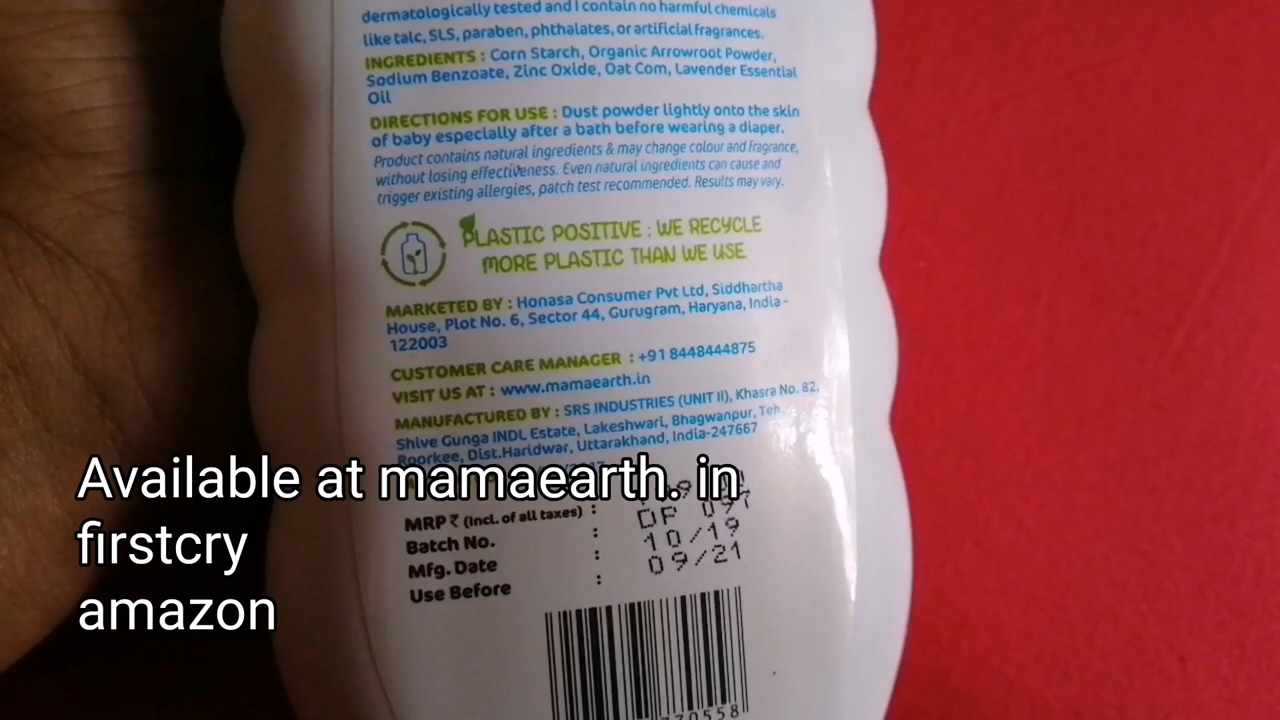 dermatologically tested and I contain no harmful chemicals
like talc, SLS, paraben, phthalates, or artificial fragrances.
INGREDIENTS : Corn Starch, Organic Arrowroot Powder,
Sodium Benzoate, Zinc Oxide, Oat Com, Lavender Essential
Oil
DIRECTIONS FOR USE : Dust powder lightly onto the skin
of baby especially after a bath before wearing a diaper.
Product contains natural ingredients & may change colour and fragrance,
without losing effectiveness. Even natural ingredients can cause and
trigger existing allergies, patch test recommended. Results may vary.
PLASTIC POSITIVE : WE RECYCLE
MORE PLASTIC THAN WE USE.
MARKETED BY : Honasa Consumer Pvt Ltd, Siddhartha
House, Plot No. 6, Sector 44, Gurugram, Haryana, India -
122003
CUSTOMER CARE MANAGER : +91 8448444875
VISIT US AT : www.mamaearth.in
MANUFACTURED BY : SRS INDUSTRIES (UNIT II), Khasra No. 82,
Shive Gunga INDL Estate, Lakeshwari, Bhagwanpur, Teh.
Roorkee, Dist.Haridwar, Uttarakhand, India-247667
Available at mamaearth. in
firstcry
amazon
MRP ₹ (Incl. of all taxes) :
Batch No. :
Mfg. Date : 10/19
Use Before : 09/21